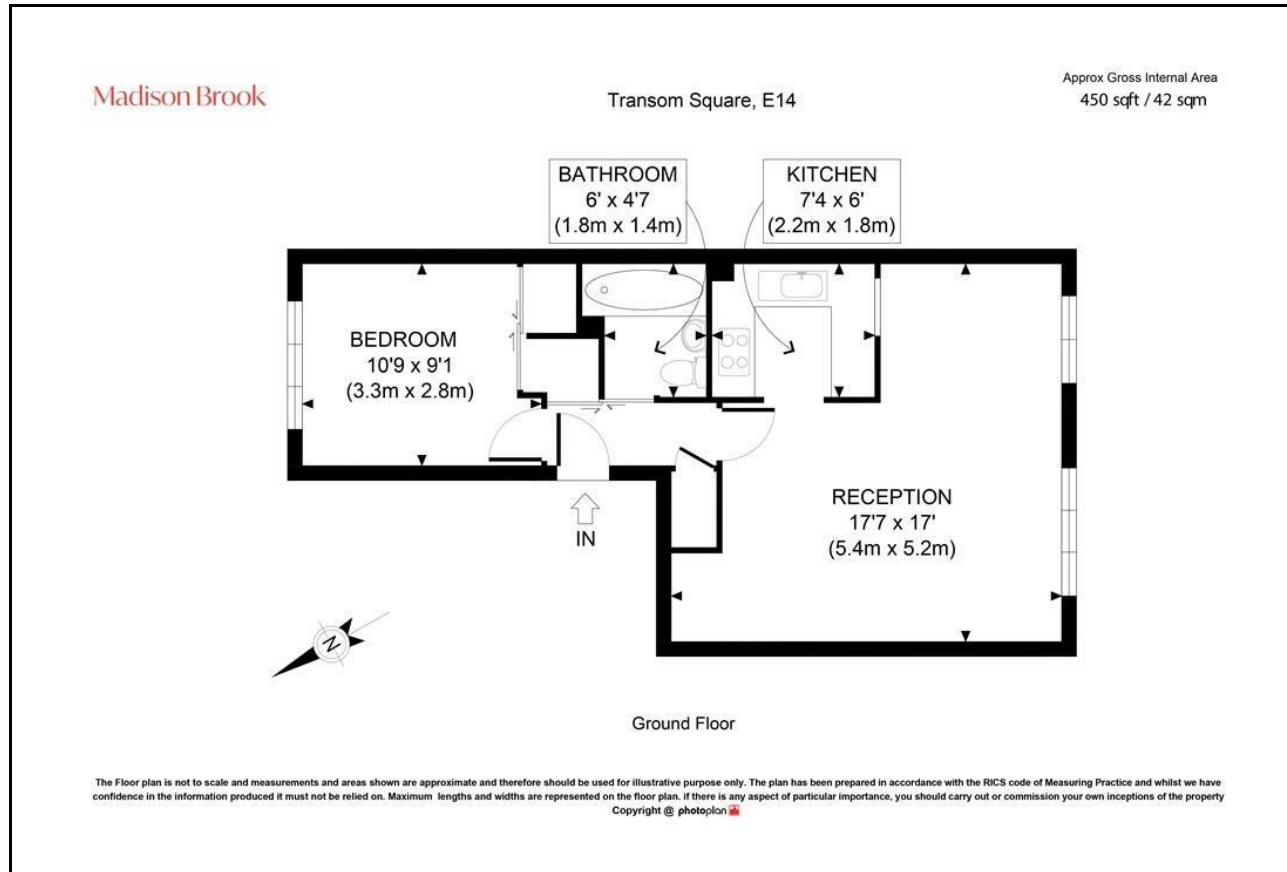 Madison Brook
Transom Square, E14
Approx Gross Internal Area
450 sqft / 42 sqm
BATHROOM
6' x 4'7
(1.8m x 1.4m)
KITCHEN
7'4 x 6'
(2.2m x 1.8m)
BEDROOM
10'9 x 9'1
(3.3m x 2.8m)
RECEPTION
17'7 x 17'
(5.4m x 5.2m)
IN
N
Ground Floor
The Floor plan is not to scale and measurements and areas shown are approximate and therefore should be used for illustrative purpose only. The plan has been prepared in accordance with the RICS code of Measuring Practice and whilst we have
confidence in the information produced it must not be relied on. Maximum lengths and widths are represented on the floor plan. if there is any aspect of particular importance, you should carry out or commission your own inceptions of the property
Copyright @ photoplan